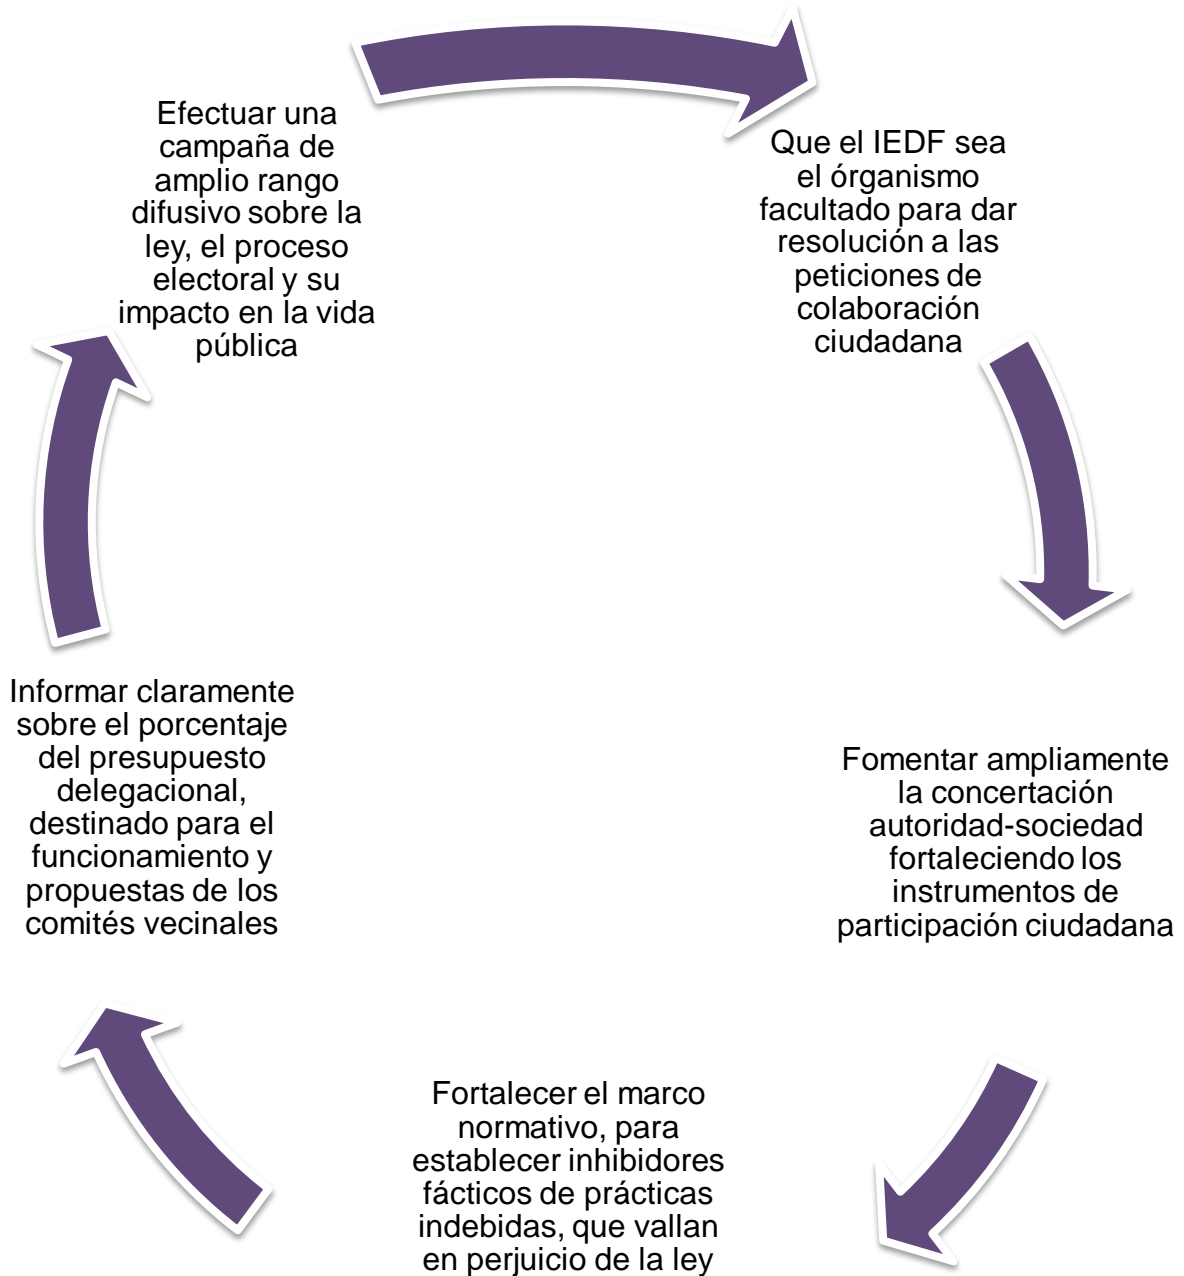 Efectuar una
campaña de
amplio rango
difusivo sobre la
ley, el proceso
electoral y su
impacto en la vida
pública
Que el IEDF sea
el órganismo
facultado para dar
resolución a las
peticiones de
colaboración
ciudadana
Fomentar ampliamente
la concertación
autoridad-sociedad
fortaleciendo los
instrumentos de
participación ciudadana
Fortalecer el marco
normativo, para
establecer inhibidores
fácticos de prácticas
indebidas, que vallan
en perjuicio de la ley
Informar claramente
sobre el porcentaje
del presupuesto
delegacional,
destinado para el
funcionamiento y
propuestas de los
comités vecinales